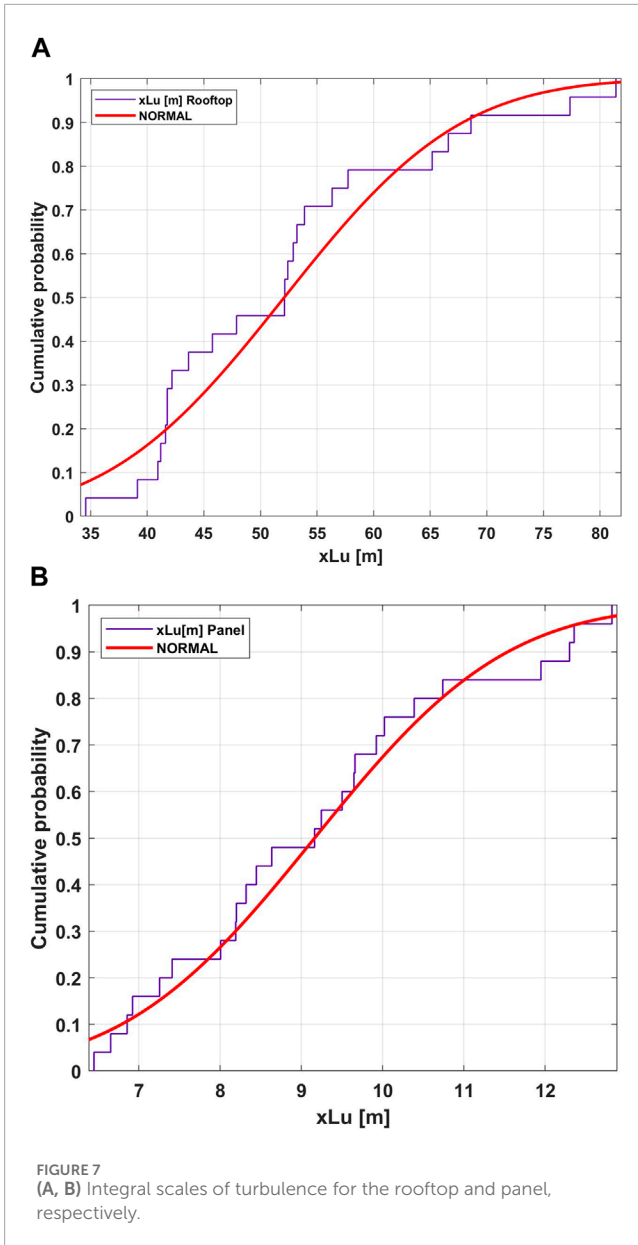 A
1
0.9
0.8
0.7
0.6
0.5
0.4
0.3
0.2
0.1
0
Cumulative probability
xLu [m] Rooftop
NORMAL
35 40 45 50 55 60 65 70 75 80
xLu [m]
B
1
0.9
0.8
0.7
0.6
0.5
0.4
0.3
0.2
0.1
0
Cumulative probability
xLu[m] Panel
NORMAL
7 8 9 10 11 12
xLu [m]
FIGURE 7
(A, B) Integral scales of turbulence for the rooftop and panel,
respectively.